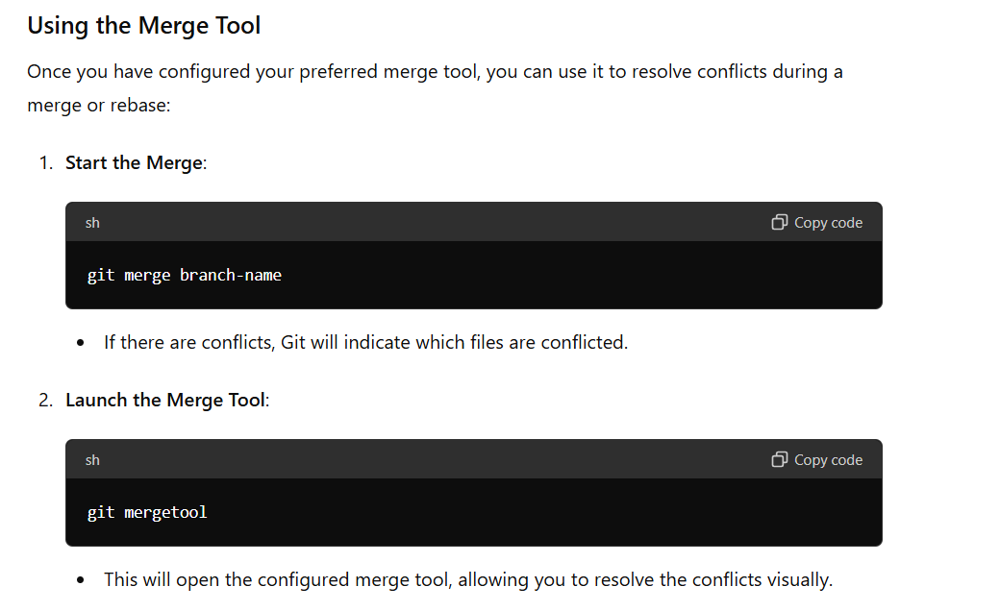 Using the Merge Tool
Once you have configured your preferred merge tool, you can use it to resolve conflicts during a
merge or rebase:
1. Start the Merge:
sh Copy code
git merge branch-name
• If there are conflicts, Git will indicate which files are conflicted.
2. Launch the Merge Tool:
sh Copy code
git mergetool
• This will open the configured merge tool, allowing you to resolve the conflicts visually.